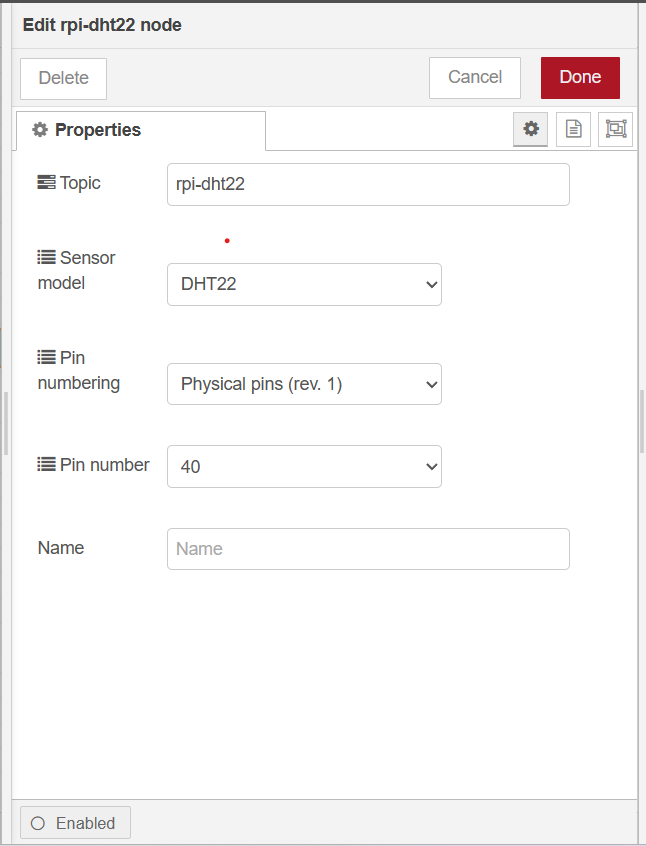 Edit rpi-dht22 node
Delete
Cancel
Done
Properties
Topic
rpi-dht22
Sensor
model
DHT22
Pin
numbering
Physical pins (rev. 1)
Pin number
40
Name
Name
Enabled